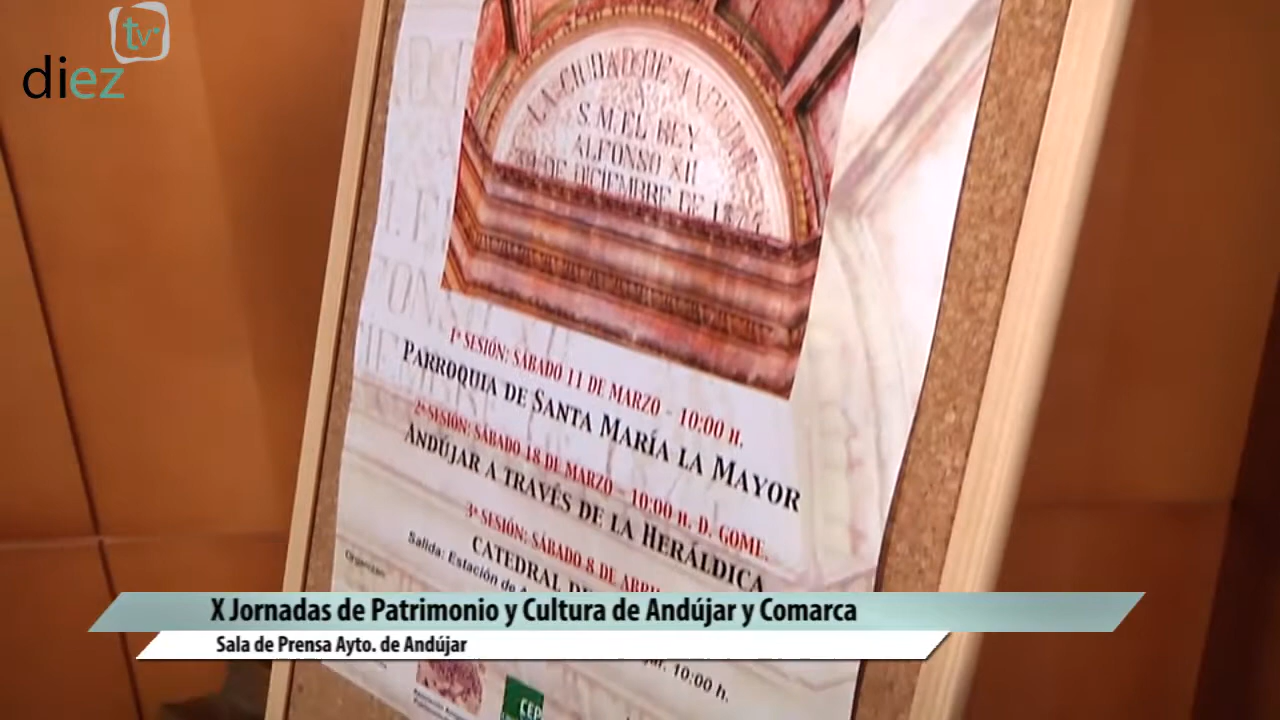 tv
diez
LA CIUDAD DE ANDUJAR
A
S.M. EL REY
ALFONSO XII
DE DICIEMBRE DE
1ª SESIÓN: SÁBADO 11 DE MARZO - 10:00 H.
PARROQUIA DE SANTA MARÍA LA MAYOR
2ª SESIÓN: SÁBADO 18 DE MARZO - 10:00 H. D. GOME.
ANDÚJAR A TRAVÉS DE LA HERÁLDICA
3ª SESIÓN: SÁBADO 8 DE
CATEDRAL
Salida: Estación de
Organizan:
X Jornadas de Patrimonio y Cultura de Andújar y Comarca
Sala de Prensa Ayto. de Andújar
10:00 h.
CEP